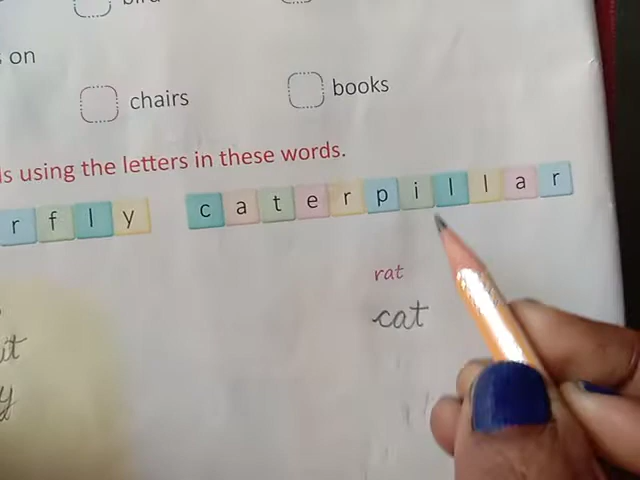 on
chairs
books
using the letters in these words.
r f l y
c a t e r p i l l a r
rat
cat